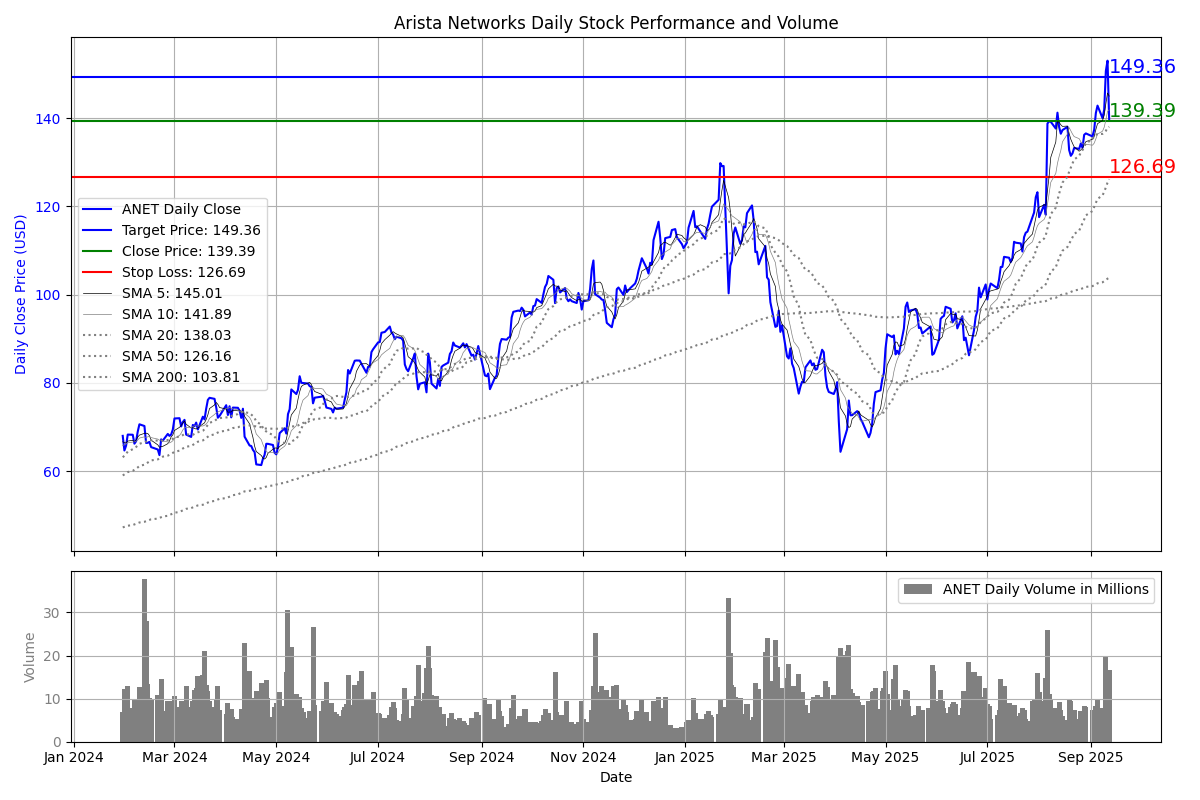 Arista Networks Daily Stock Performance and Volume
149.36
139.39
126.69
140
120
100
80
60
Daily Close Price (USD)
ANET Daily Close
Target Price: 149.36
Close Price: 139.39
Stop Loss: 126.69
SMA 5: 145.01
SMA 10: 141.89
SMA 20: 138.03
SMA 50: 126.16
SMA 200: 103.81
ANET Daily Volume in Millions
30
20
10
0
Volume
Jan 2024 Mar 2024 May 2024 Jul 2024 Sep 2024 Nov 2024 Jan 2025 Mar 2025 May 2025 Jul 2025 Sep 2025
Date